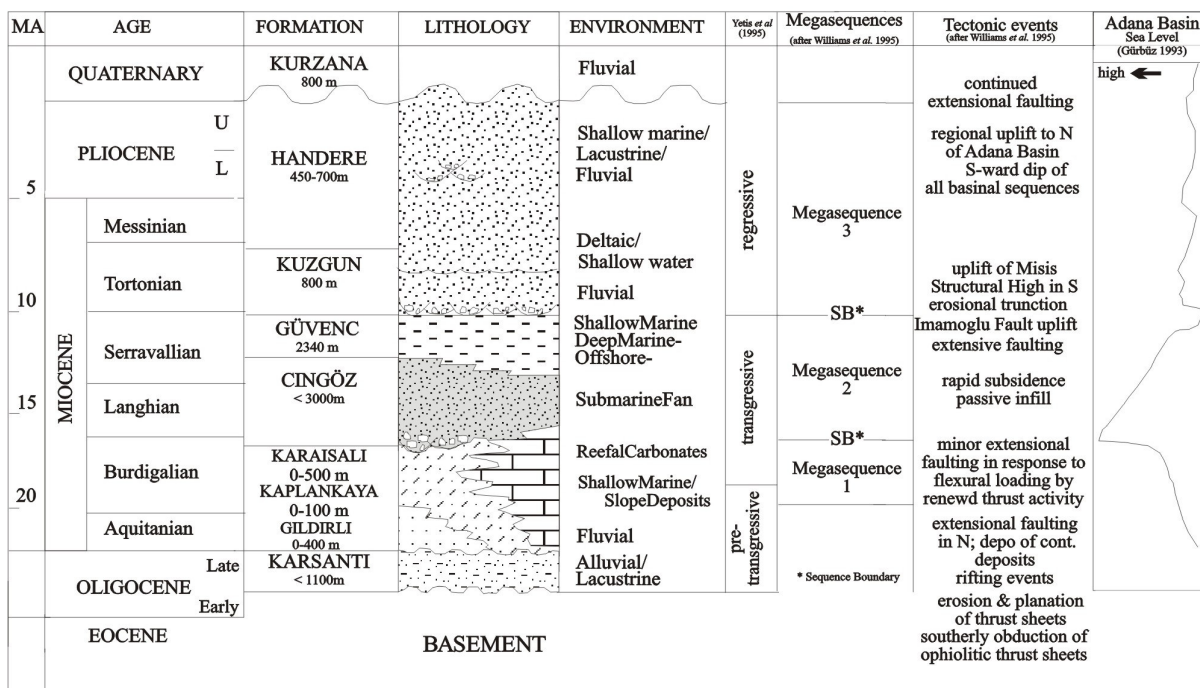 MA
AGE
FORMATION
LITHOLOGY
ENVIRONMENT
Yetis et al
(1995)
Megasequences
(after Williams et al. 1995)
Tectonic events
(after Williams et al. 1995)
Adana Basin
Sea Level
(Gürbüz 1993)
QUATERNARY
KURZANA
800 m
Fluvial
high
continued
extensional faulting
PLIOCENE
U
L
HANDERE
450-700m
Shallow marine/
Lacustrine/
Fluvial
regional uplift to N
of Adana Basin
S-ward dip of
all basinal sequences
5
regressive
Megasequence
3
MIOCENE
Messinian
Deltaic/
Shallow water
Tortonian
KUZGUN
800 m
Fluvial
uplift of Misis
Structural High in S
erosional trunction
10
SB*
Serravallian
GÜVENC
2340 m
ShallowMarine
DeepMarine-
Offshore-
Imamoglu Fault uplift
extensive faulting
transgressive
Megasequence
2
CINGÖZ
< 3000m
rapid subsidence
passive infill
15
Langhian
SubmarineFan
SB*
Burdigalian
KARAISALI
0-500 m
KAPLANKAYA
0-100 m
ReefalCarbonates
ShallowMarine/
SlopeDeposits
Megasequence
1
minor extensional
faulting in response to
flexural loading by
renewd thrust activity
20
Aquitanian
GILDIRLI
0-400 m
Fluvial
pre-
transgressive
extensional faulting
in N; depo of cont.
deposits
rifting events
OLIGOCENE
Late
Early
KARSANTI
< 1100m
Alluvial/
Lacustrine
* Sequence Boundary
EOCENE
BASEMENT
erosion & planation
of thrust sheets
southerly obduction of
ophiolitic thrust sheets